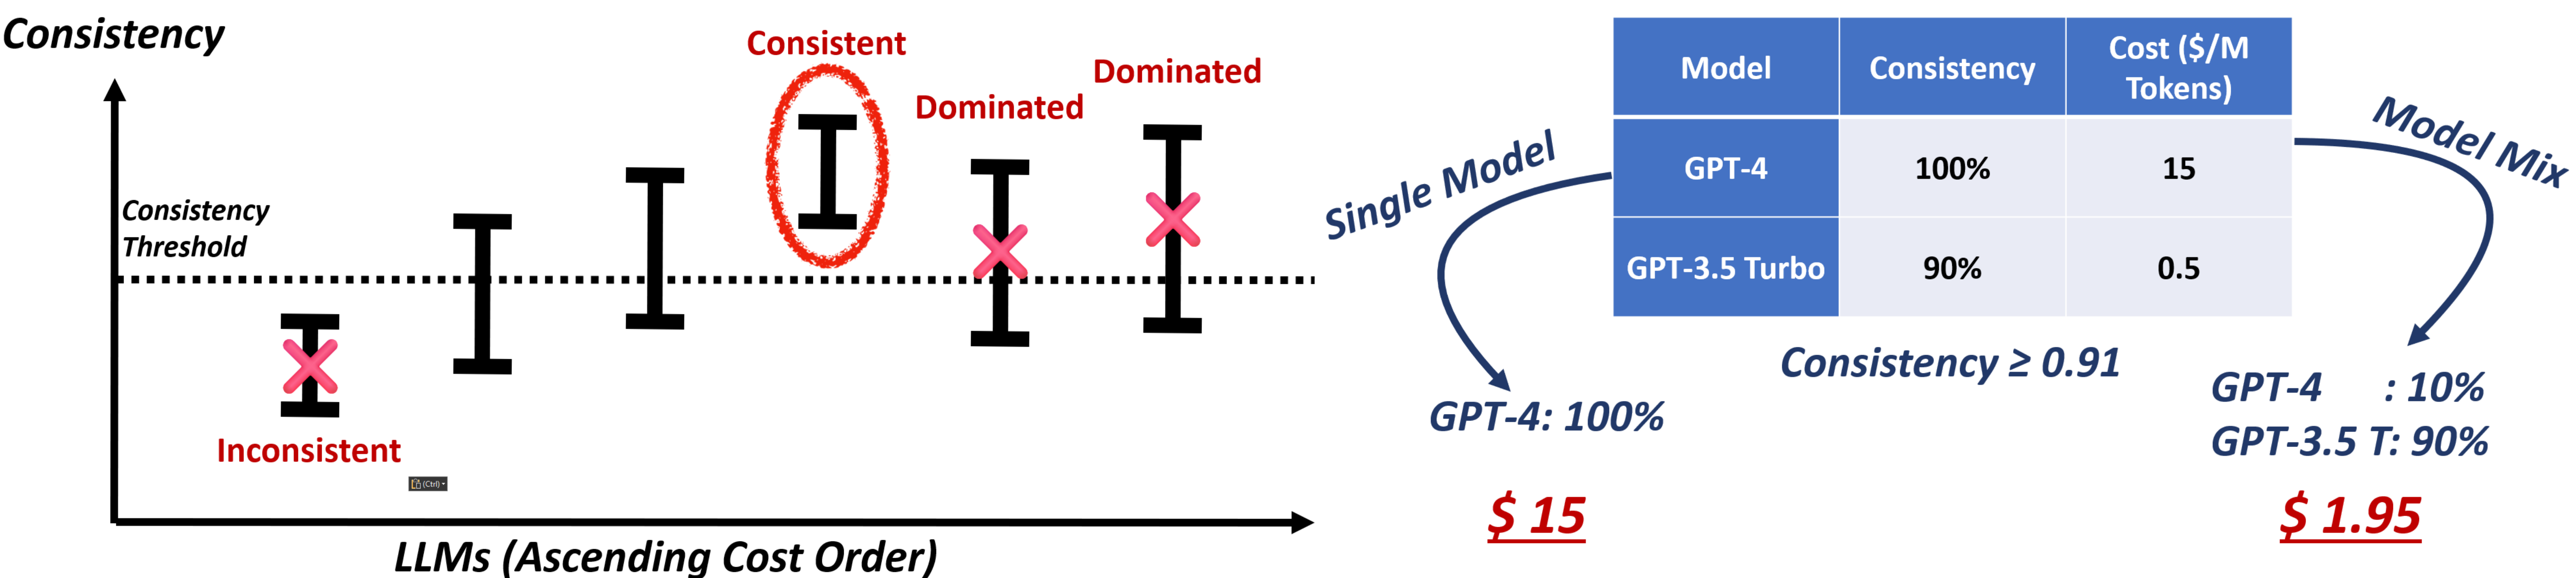 Consistency
Consistent
Dominated
Dominated
Consistency
Threshold
Inconsistent
(Ctrl)
LLMs (Ascending Cost Order)
Single Model
Model Mix
Model Consistency Cost ($/M Tokens)
GPT-4 100% 15
GPT-3.5 Turbo 90% 0.5
Consistency ≥ 0.91
GPT-4: 100%
$ 15
GPT-4 : 10%
GPT-3.5 T: 90%
$ 1.95